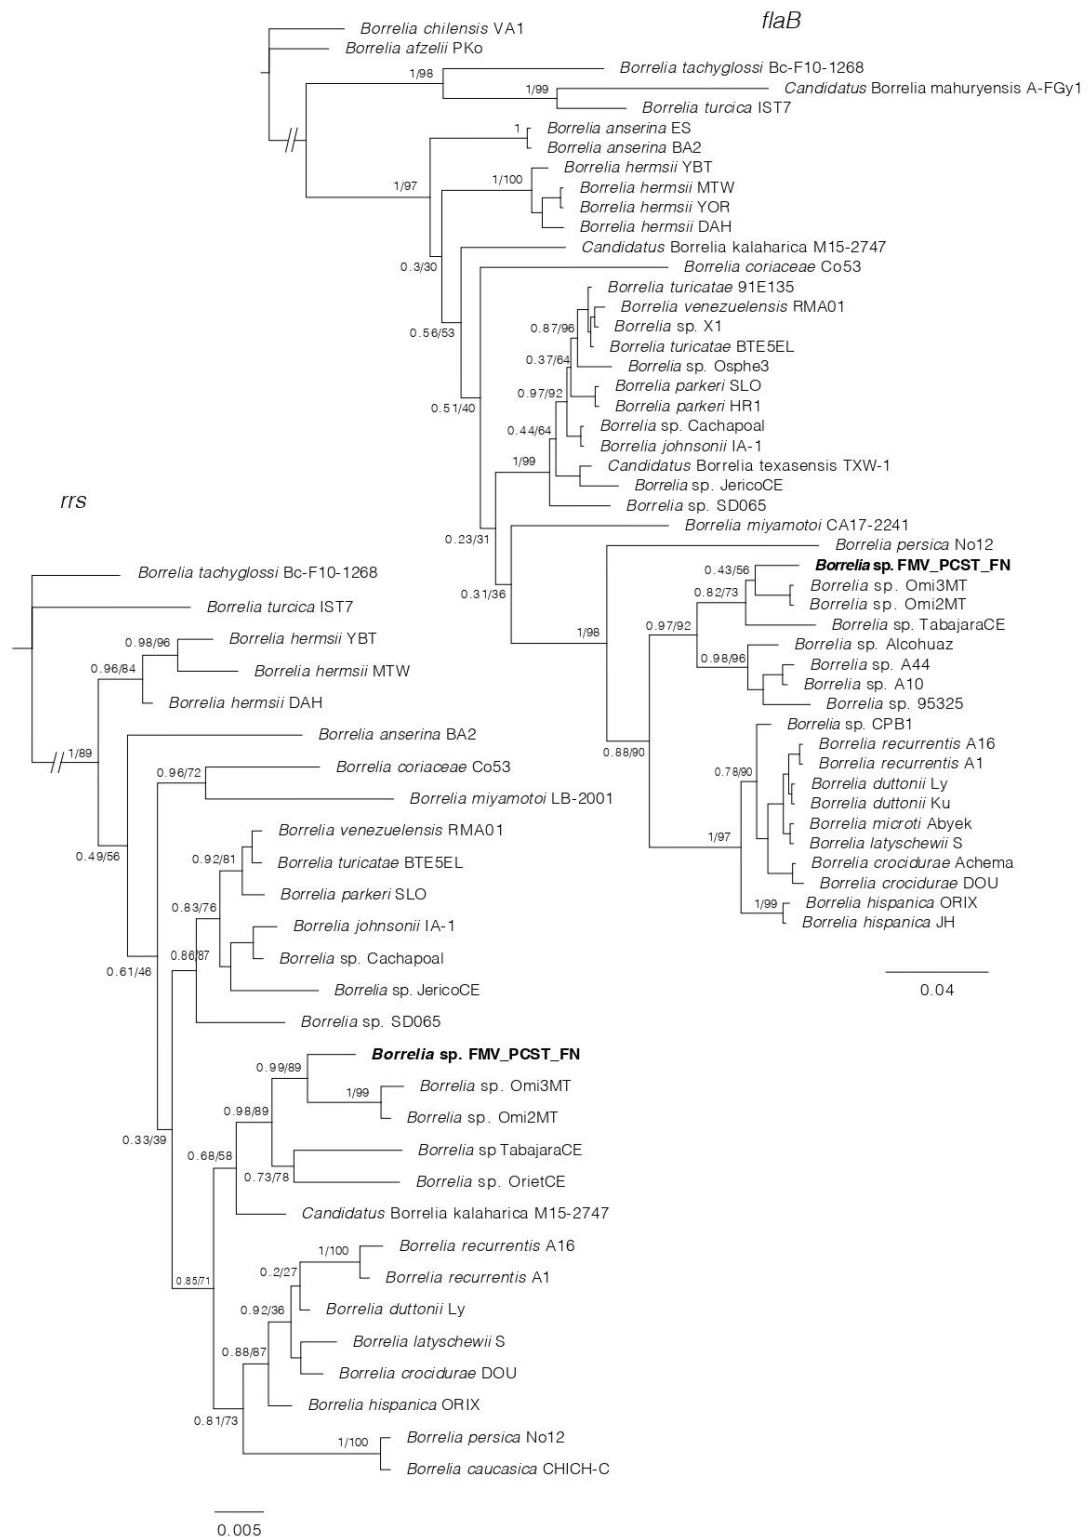 flaB
Borrelia chilensis VA1
Borrelia afzelii PKo
1/98
Borrelia tachyglossi Bc-F10-1268
1/99
Candidatus Borrelia mahuryensis A-FGy1
Borrelia turcica IST7
1
Borrelia anserina ES
Borrelia anserina BA2
1/97
1/100
Borrelia hermsii YBT
Borrelia hermsii MTW
Borrelia hermsii YOR
Borrelia hermsii DAH
0.3/30
Candidatus Borrelia kalaharica M15-2747
Borrelia coriaceae Co53
0.56/53
Borrelia turicatae 91E135
Borrelia venezuelensis RMA01
0.87/96
Borrelia sp. X1
Borrelia turicatae BTE5EL
0.37/64
Borrelia sp. Osphe3
0.97/92
Borrelia parkeri SLO
Borrelia parkeri HR1
0.51/40
0.44/64
Borrelia sp. Cachapoal
Borrelia johnsonii IA-1
1/99
Candidatus Borrelia texasensis TXW-1
Borrelia sp. JericoCE
Borrelia sp. SD065
0.23/31
Borrelia miyamotoi CA17-2241
Borrelia persica No12
0.31/36
0.43/56
Borrelia sp. FMV_PCST_FN
0.82/73
Borrelia sp. Omi3MT
Borrelia sp. Omi2MT
1/98
0.97/92
Borrelia sp. TabajaraCE
0.98/96
Borrelia sp. Alcohuaz
Borrelia sp. A44
Borrelia sp. A10
Borrelia sp. 95325
0.88/90
Borrelia sp. CPB1
0.78/90
Borrelia recurrentis A16
Borrelia recurrentis A1
Borrelia duttonii Ly
Borrelia duttonii Ku
1/97
Borrelia microti Abyek
Borrelia latyschewii S
Borrelia crocidurae Achema
Borrelia crocidurae DOU
1/99
Borrelia hispanica ORIX
Borrelia hispanica JH
0.04
rrs
Borrelia tachyglossi Bc-F10-1268
Borrelia turcica IST7
0.98/96
Borrelia hermsii YBT
0.96/84
Borrelia hermsii MTW
Borrelia hermsii DAH
1/89
Borrelia anserina BA2
0.96/72
Borrelia coriaceae Co53
Borrelia miyamotoi LB-2001
0.49/56
Borrelia venezuelensis RMA01
0.92/81
Borrelia turicatae BTE5EL
Borrelia parkeri SLO
0.83/76
Borrelia johnsonii IA-1
0.86/87
Borrelia sp. Cachapoal
0.61/46
Borrelia sp. JericoCE
Borrelia sp. SD065
Borrelia sp. FMV_PCST_FN
0.99/89
1/99
Borrelia sp. Omi3MT
0.98/89
Borrelia sp. Omi2MT
0.33/39
0.68/58
Borrelia sp TabajaraCE
0.73/78
Borrelia sp. OrietCE
Candidatus Borrelia kalaharica M15-2747
1/100
Borrelia recurrentis A16
0.85/71
0.2/27
Borrelia recurrentis A1
0.92/36
Borrelia duttonii Ly
0.88/87
Borrelia latyschewii S
Borrelia crocidurae DOU
Borrelia hispanica ORIX
0.81/73
1/100
Borrelia persica No12
Borrelia caucasica CHICH-C
0.005